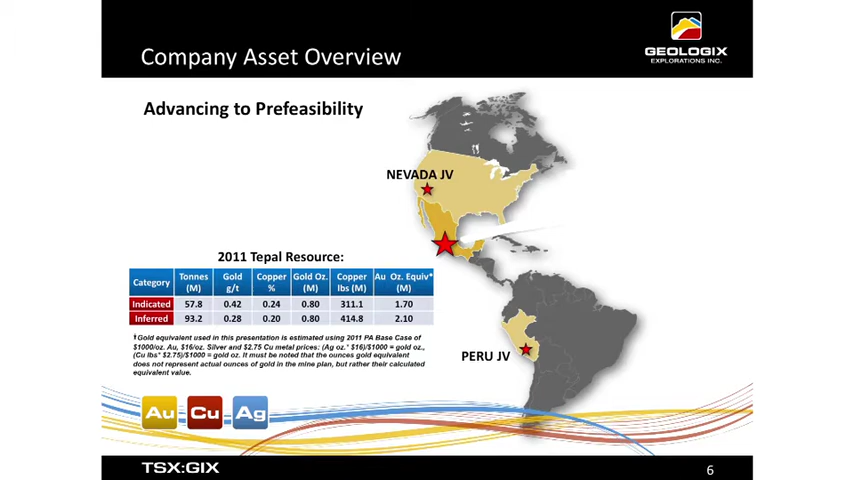 Company Asset Overview
GEOLOGIX
EXPLORATIONS INC.
Advancing to Prefeasibility
NEVADA JV
2011 Tepal Resource:
Category Tonnes (M) Gold g/t Copper % Gold Oz. (M) Copper lbs (M) Au Oz. Equiv* (M)
Indicated 57.8 0.42 0.24 0.80 311.1 1.70
Inferred 93.2 0.28 0.20 0.80 414.8 2.10
†Gold equivalent used in this presentation is estimated using 2011 PA Base Case of
$1000/oz. Au, $16/oz. Silver and $2.75 Cu metal prices: (Ag oz.* $16)/$1000 = gold oz.,
(Cu lbs* $2.75)/$1000 = gold oz. It must be noted that the ounces gold equivalent
does not represent actual ounces of gold in the mine plan, but rather their calculated
equivalent value.
PERU JV
Au Cu Ag
TSX:GIX
6